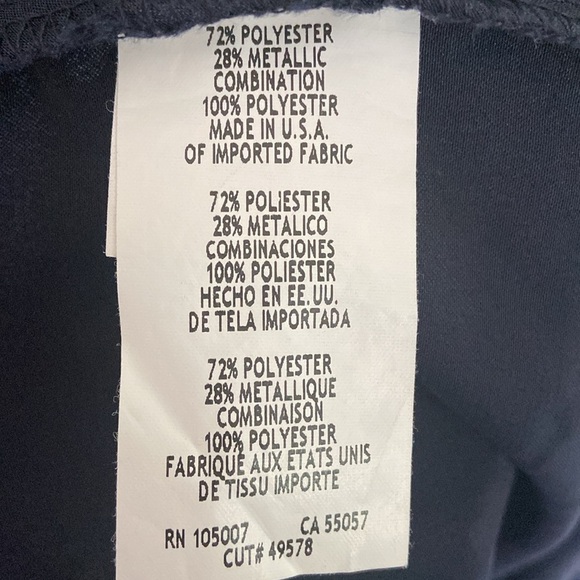 72% POLYESTER
28% METALLIC
COMBINATION
100% POLYESTER
MADE IN U.S.A.
OF IMPORTED FABRIC
72% POLIESTER
28% METALICO
COMBINACIONES
100% POLIESTER
HECHO EN EE.UU.
DE TELA IMPORTADA
72% POLYESTER
28% METALLIQUE
COMBINAISON
100% POLYESTER
FABRIQUE AUX ETATS UNIS
DE TISSU IMPORTE
RN 105007 CA 55057
CUT# 49578